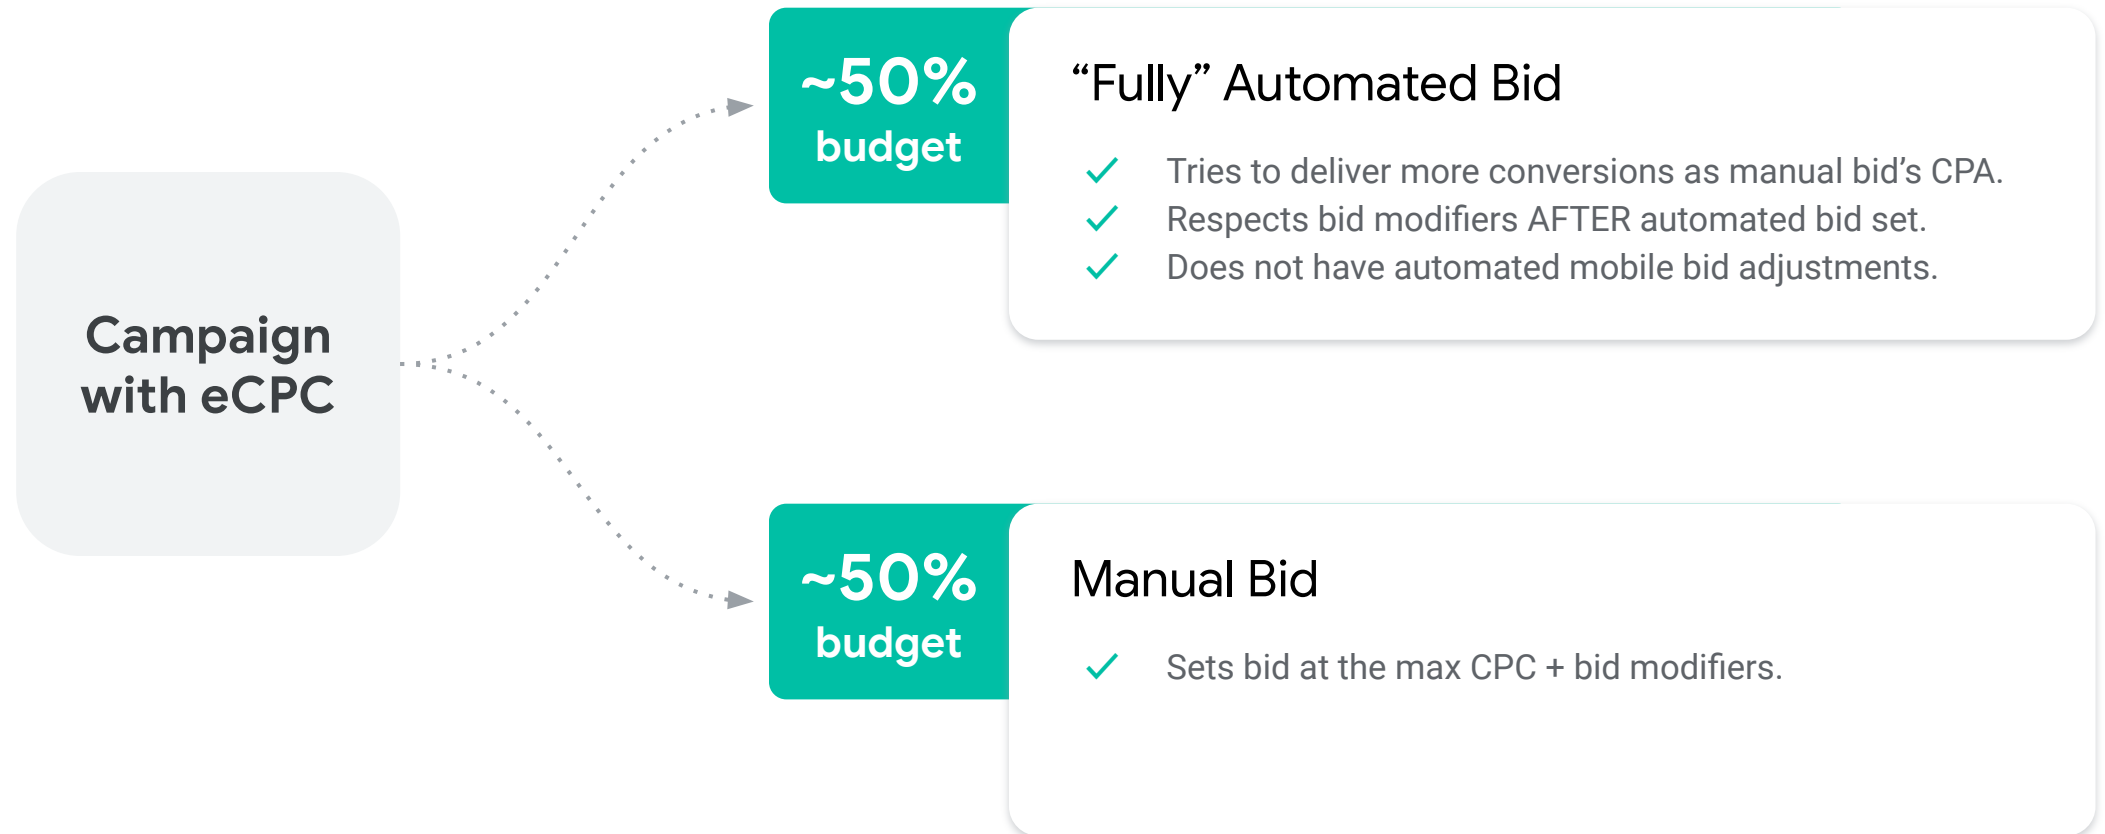 Campaign
with eCPC
~50%
budget
“Fully” Automated Bid
Tries to deliver more conversions as manual bid’s CPA.
Respects bid modifiers AFTER automated bid set.
Does not have automated mobile bid adjustments.
~50%
budget
Manual Bid
Sets bid at the max CPC + bid modifiers.